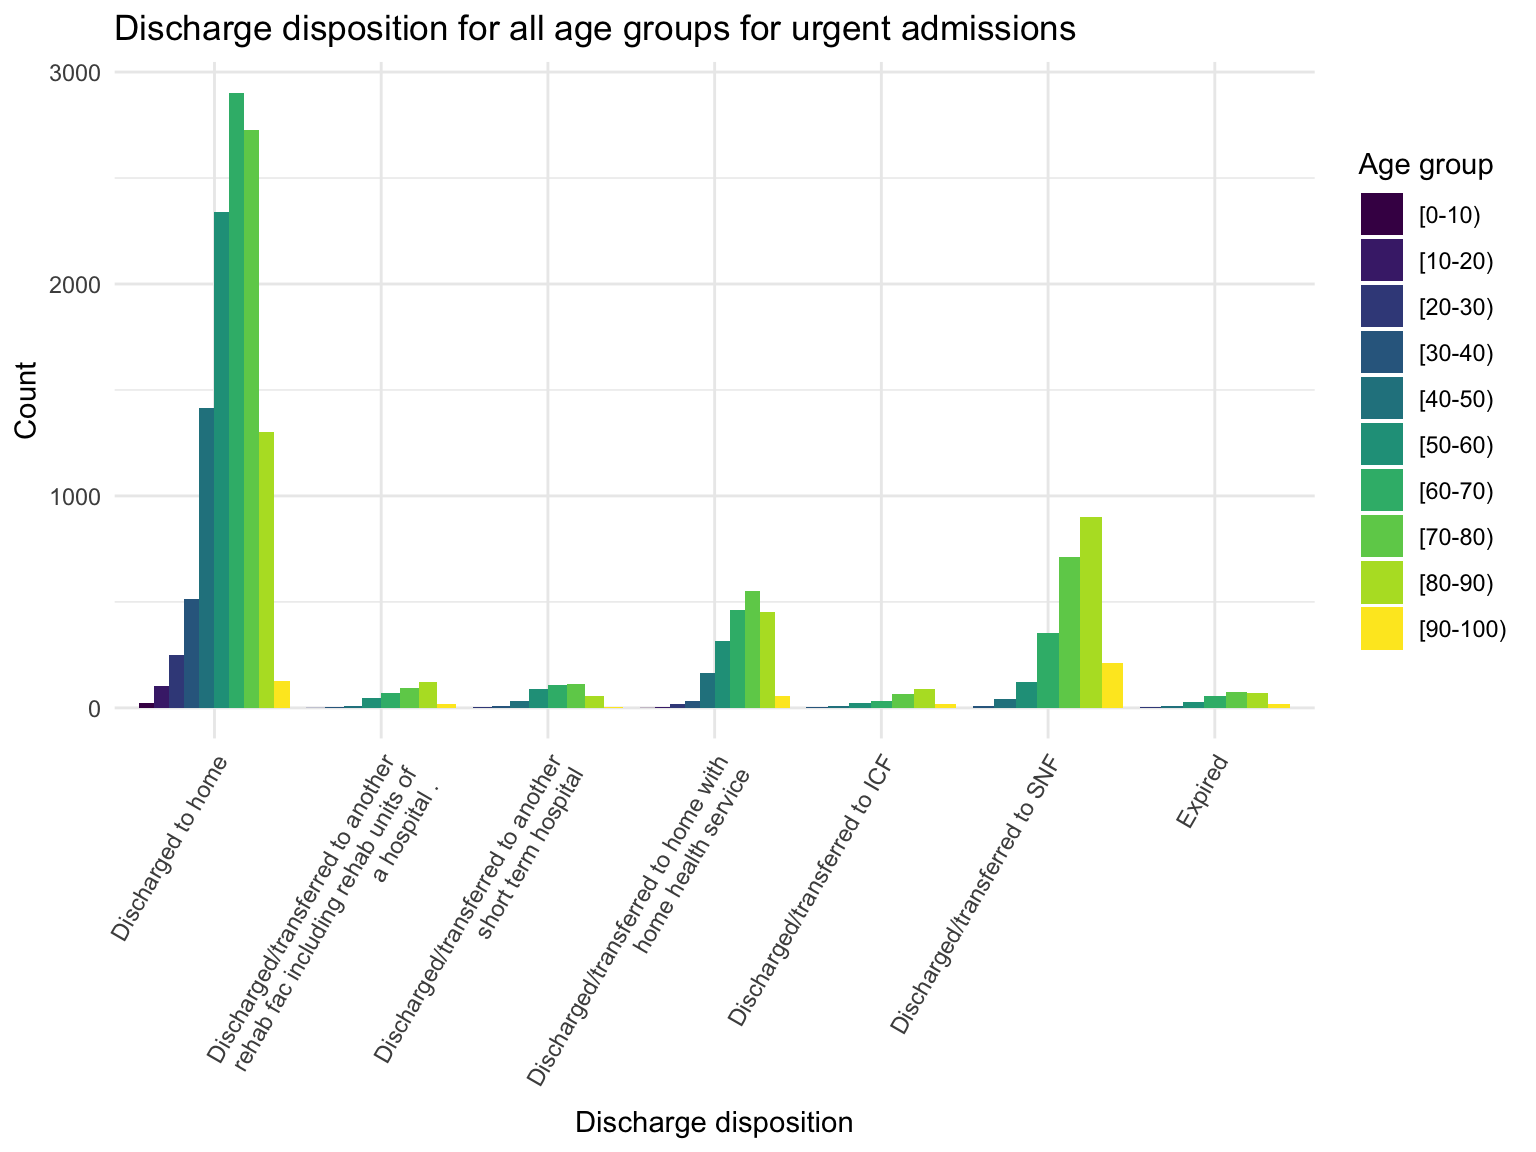 Discharge disposition for all age groups for urgent admissions
3000
2000
1000
0
Count
Discharged to home
Discharged/transferred to another
rehab fac including rehab units of
a hospital .
Discharged/transferred to another
short term hospital
Discharged/transferred to home with
home health service
Discharged/transferred to ICF
Discharged/transferred to SNF
Expired
Discharge disposition
Age group
[0-10)
[10-20)
[20-30)
[30-40)
[40-50)
[50-60)
[60-70)
[70-80)
[80-90)
[90-100)